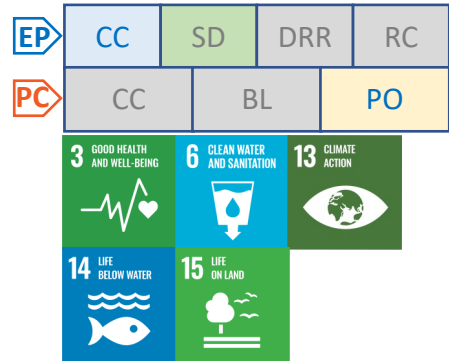 EP CC SD DRR RC
PC CC BL PO
3 GOOD HEALTH
AND WELL-BEING
6 CLEAN WATER
AND SANITATION
13 CLIMATE
ACTION
14 LIFE
BELOW WATER
15 LIFE
ON LAND